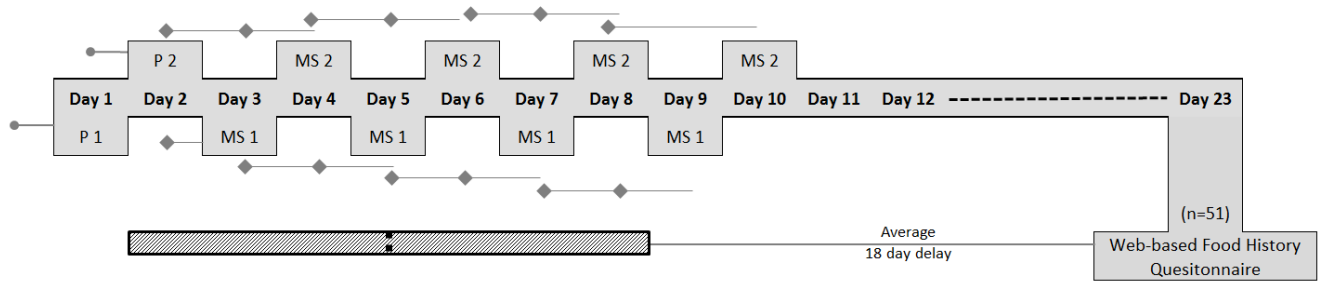 P 2 MS 2 MS 2 MS 2 MS 2
Day 1 Day 2 Day 3 Day 4 Day 5 Day 6 Day 7 Day 8 Day 9 Day 10 Day 11 Day 12 Day 23
P 1 MS 1 MS 1 MS 1 MS 1
(n=51)
Average
18 day delay
Web-based Food History
Quesitonnaire